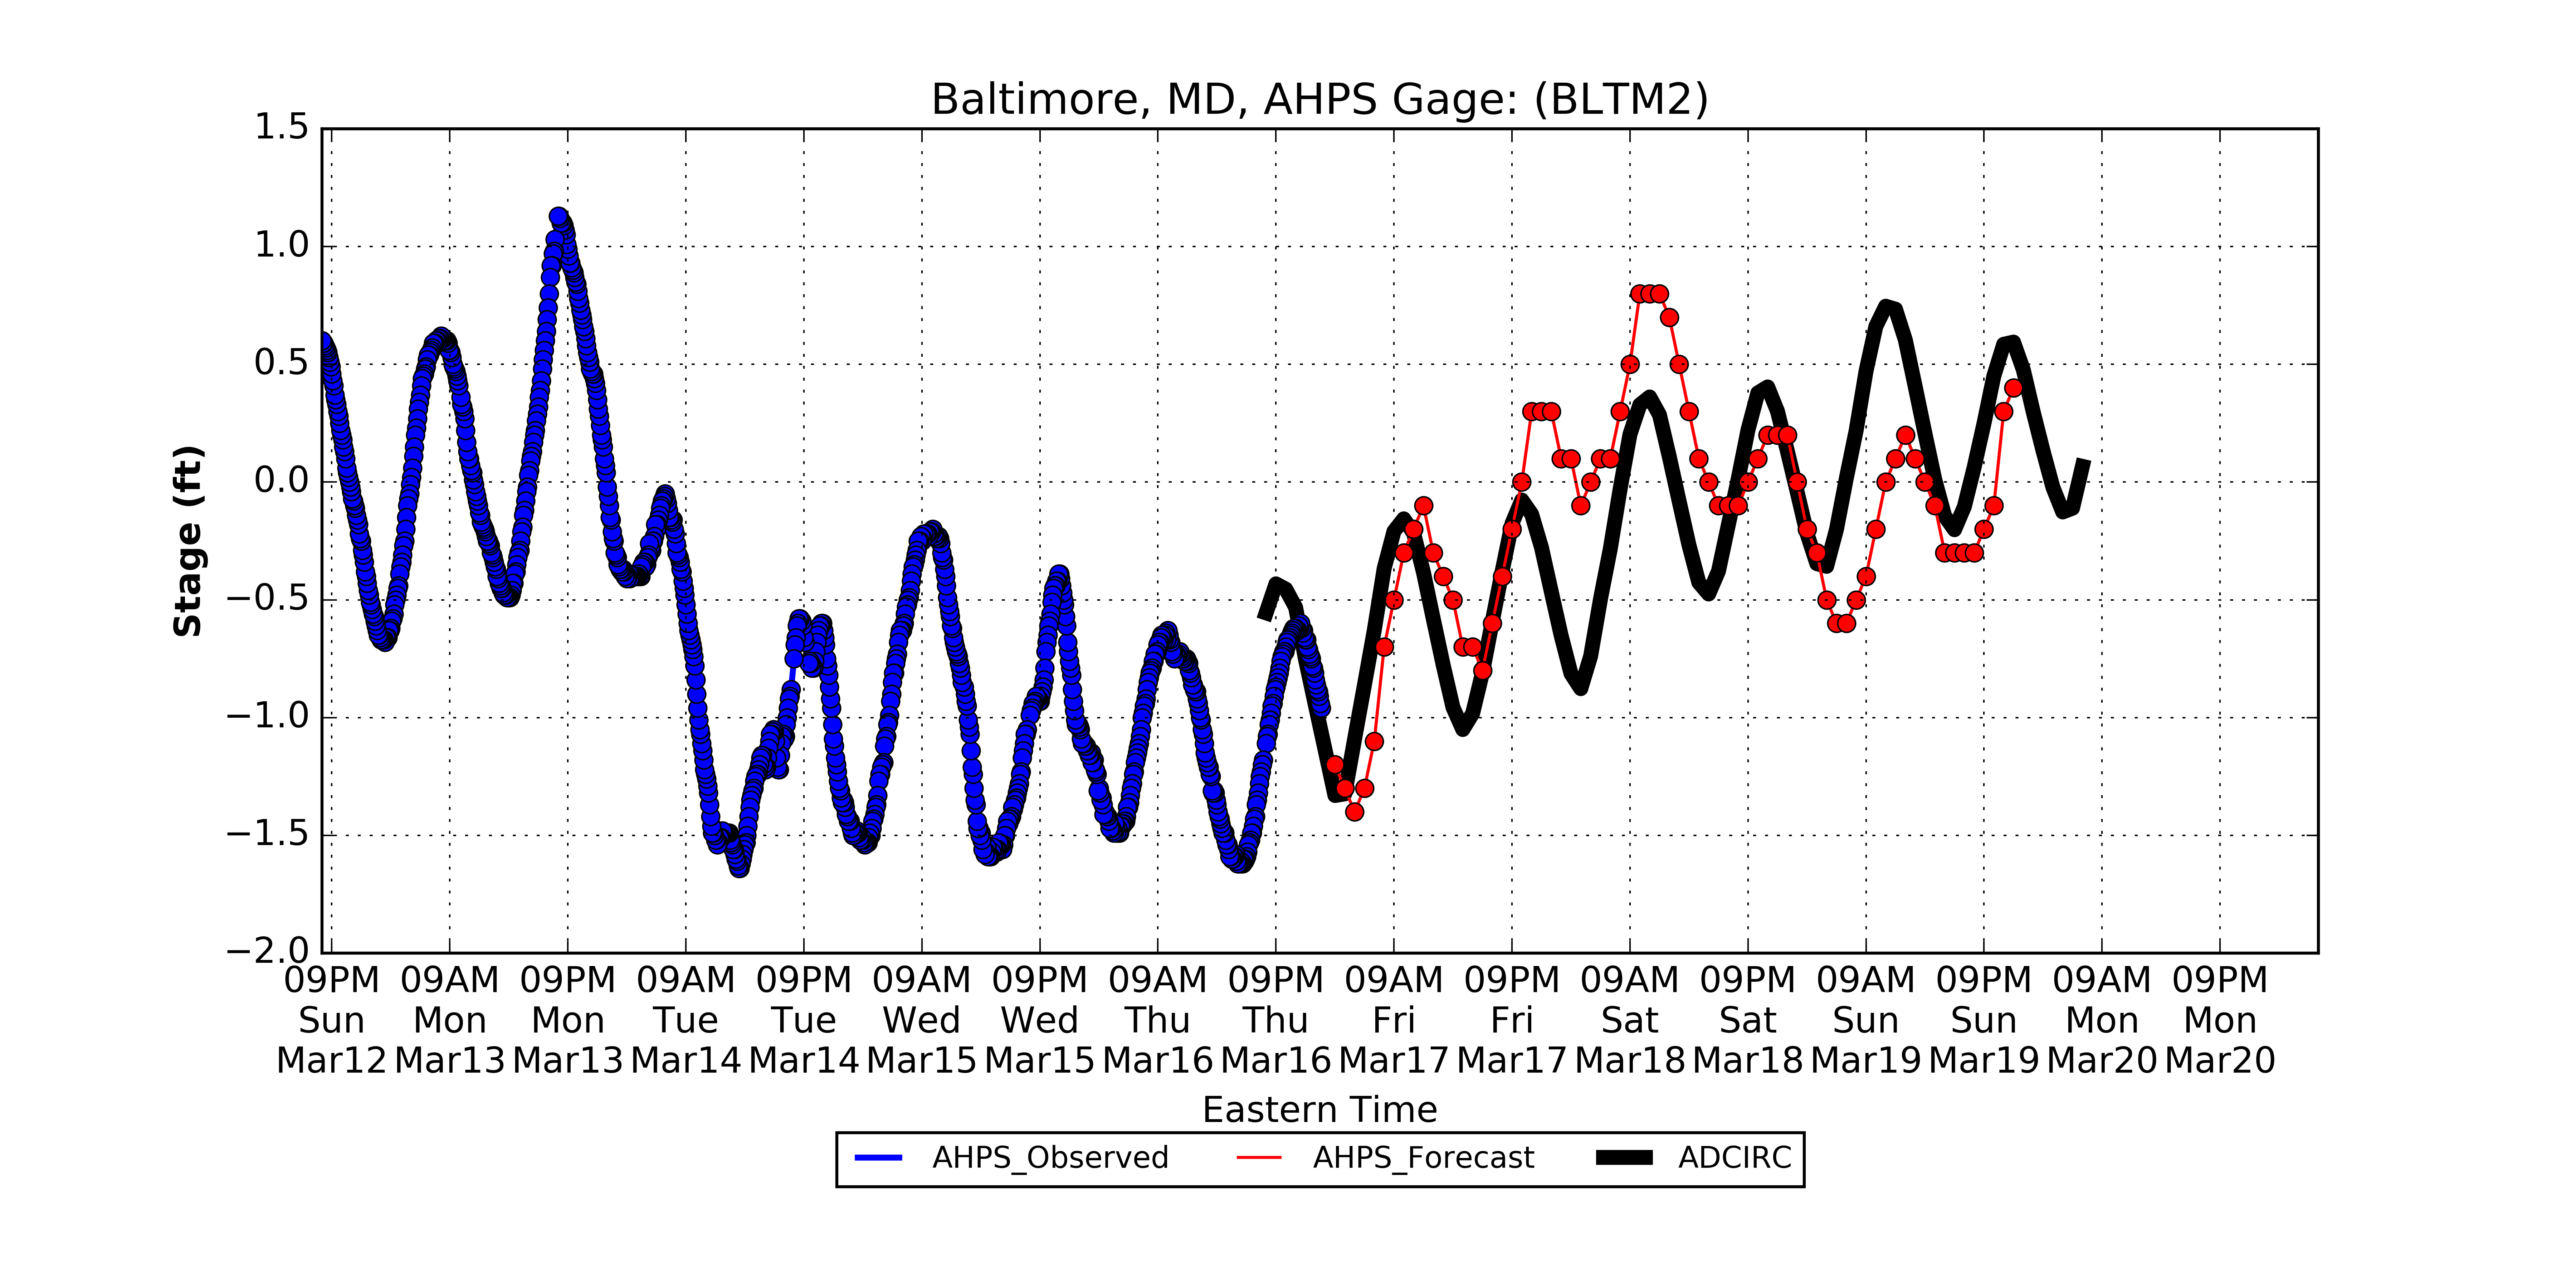 Baltimore, MD, AHPS Gage: (BLTM2)
1.5
1.0
0.5
0.0
−0.5
−1.0
−1.5
−2.0
Stage (ft)
09PM 09AM 09PM 09AM 09PM 09AM 09PM 09AM 09PM 09AM 09PM 09AM 09PM 09AM 09PM 09AM 09PM
Sun Mon Mon Tue Tue Wed Wed Thu Thu Fri Fri Sat Sat Sun Sun Mon Mon
Mar12 Mar13 Mar13 Mar14 Mar14 Mar15 Mar15 Mar16 Mar16 Mar17 Mar17 Mar18 Mar18 Mar19 Mar19 Mar20 Mar20
Eastern Time
AHPS_Observed AHPS_Forecast ADCIRC